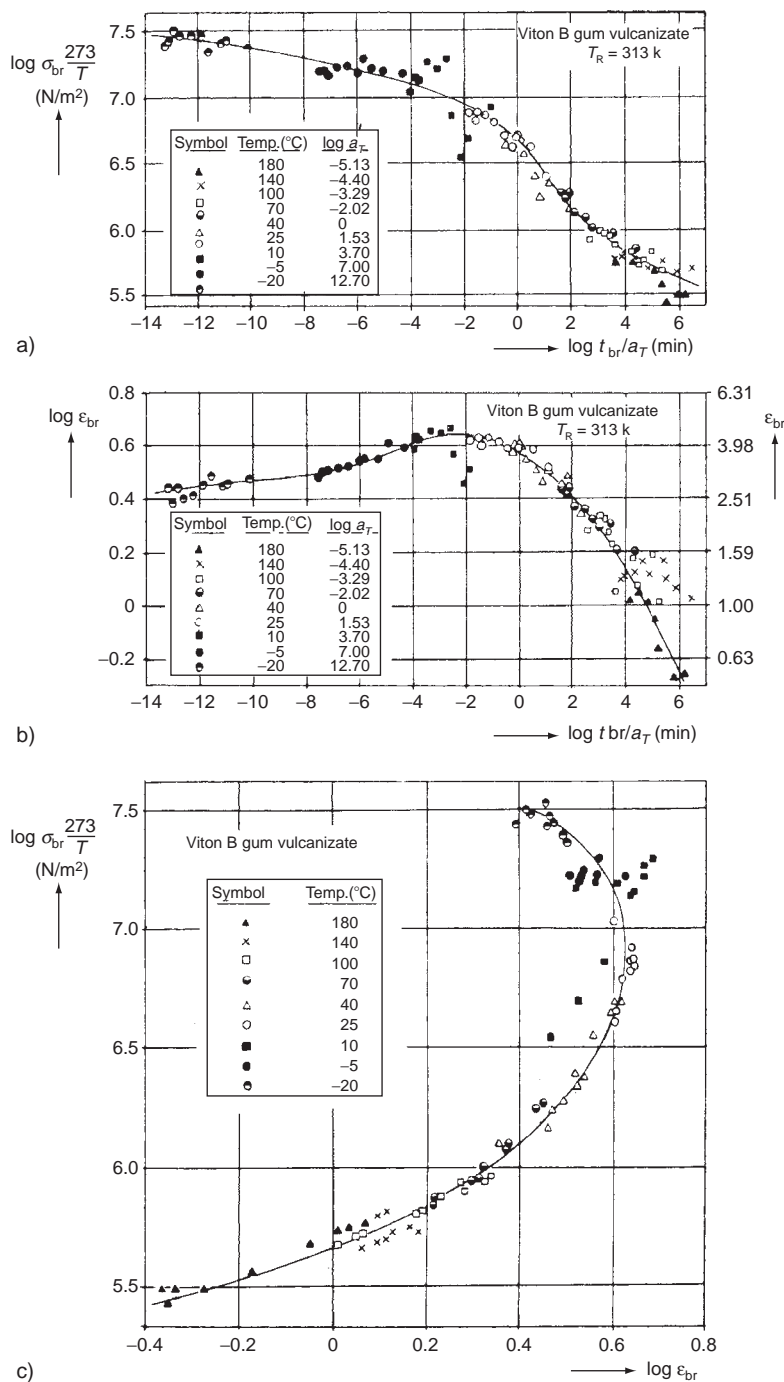 log σbr 273/T
(N/m²)
7.5
7.0
6.5
6.0
5.5
Viton B gum vulcanizate
TR = 313 k
Symbol Temp.(°C) log aT
▲ 180 −5.13
× 140 −4.40
□ 100 −3.29
◒ 70 −2.02
△ 40 0
○ 25 1.53
■ 10 3.70
● −5 7.00
◓ −20 12.70
−14 −12 −10 −8 −6 −4 −2 0 2 4 6
a)
log t br/aT (min)
log εbr
0.8
0.6
0.4
0.2
0
−0.2
Viton B gum vulcanizate
TR = 313 k
6.31
3.98
2.51
1.59
1.00
0.63
εbr
Symbol Temp.(°C) log aT
▲ 180 −5.13
× 140 −4.40
□ 100 −3.29
◒ 70 −2.02
△ 40 0
○ 25 1.53
■ 10 3.70
● −5 7.00
◓ −20 12.70
−14 −12 −10 −8 −6 −4 −2 0 2 4 6
b)
log t br/aT (min)
log σbr 273/T
(N/m²)
7.5
7.0
6.5
6.0
5.5
Viton B gum vulcanizate
Symbol Temp.(°C)
▲ 180
× 140
□ 100
◒ 70
△ 40
○ 25
■ 10
● −5
◓ −20
−0.4 −0.2 0 0.2 0.4 0.6 0.8
c)
log εbr